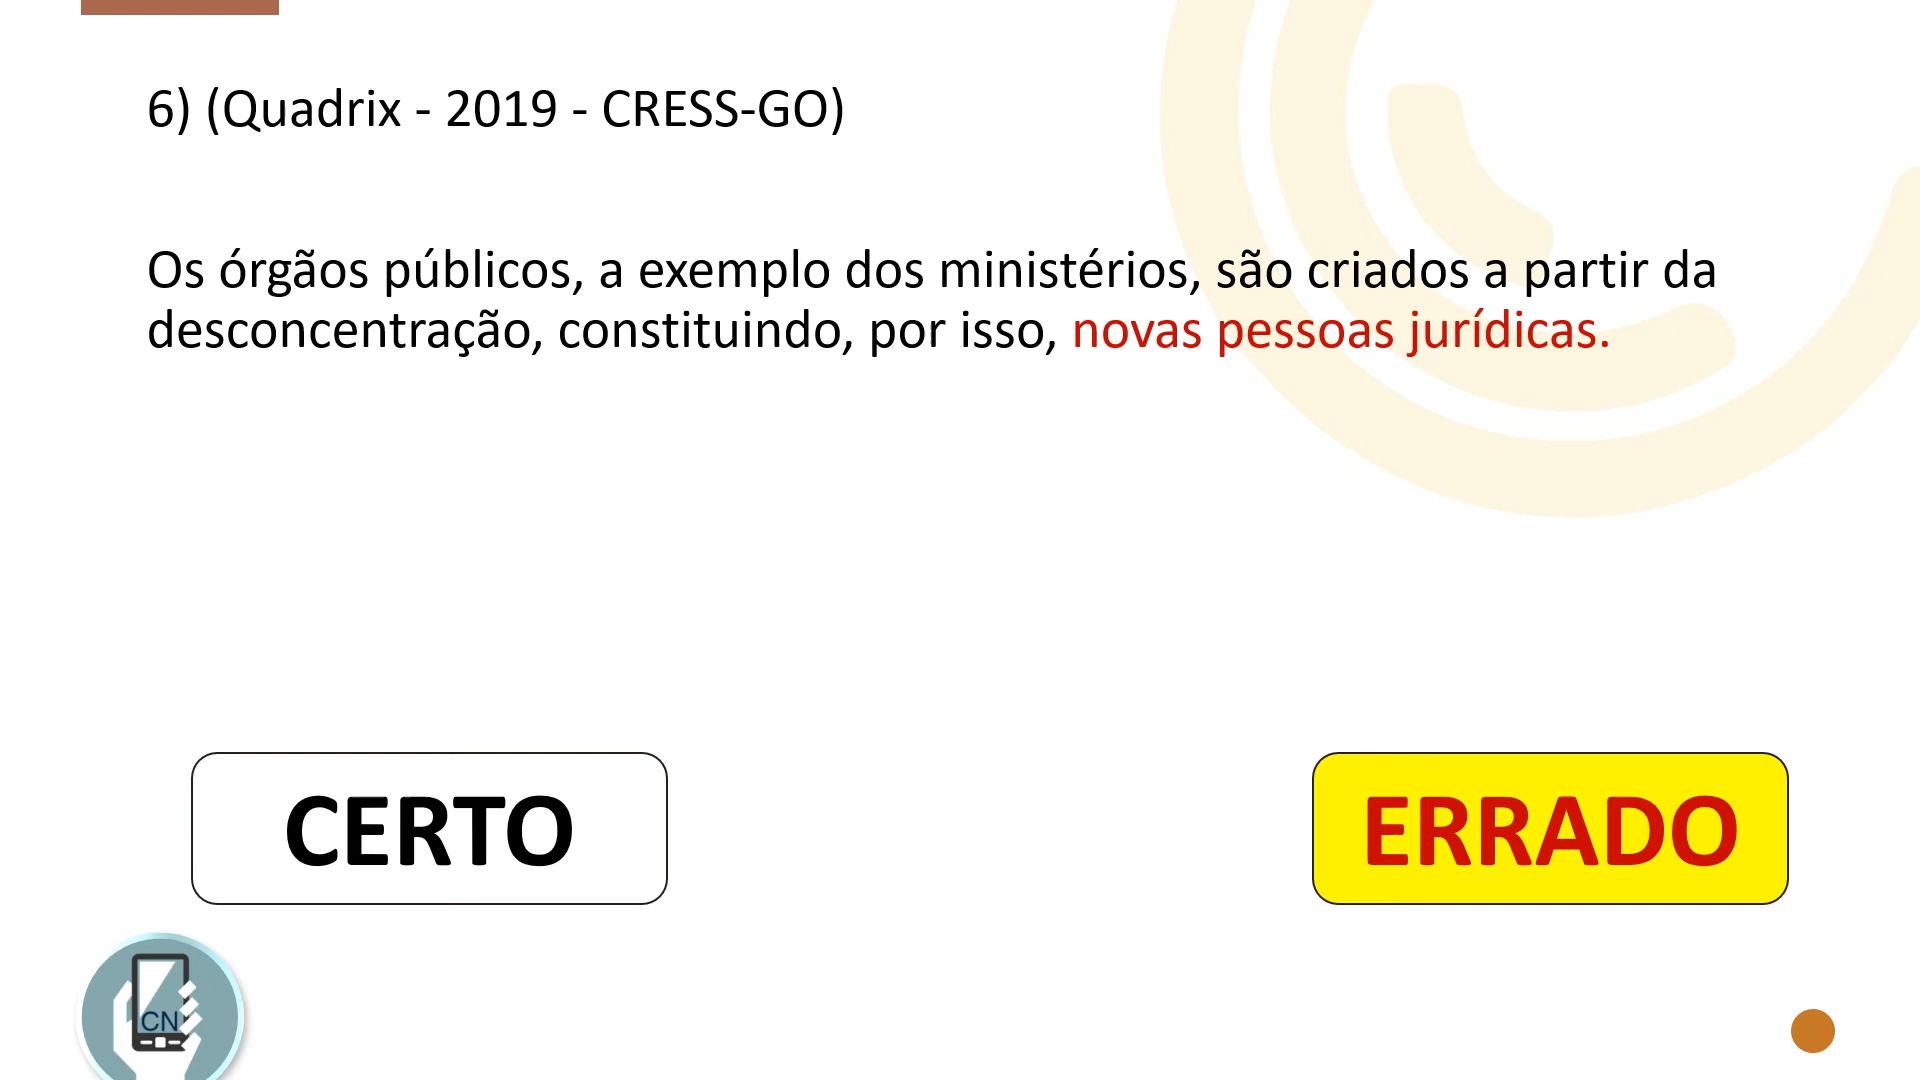 6) (Quadrix - 2019 - CRESS-GO)
Os órgãos públicos, a exemplo dos ministérios, são criados a partir da
desconcentração, constituindo, por isso, novas pessoas jurídicas.
CERTO
ERRADO
CN